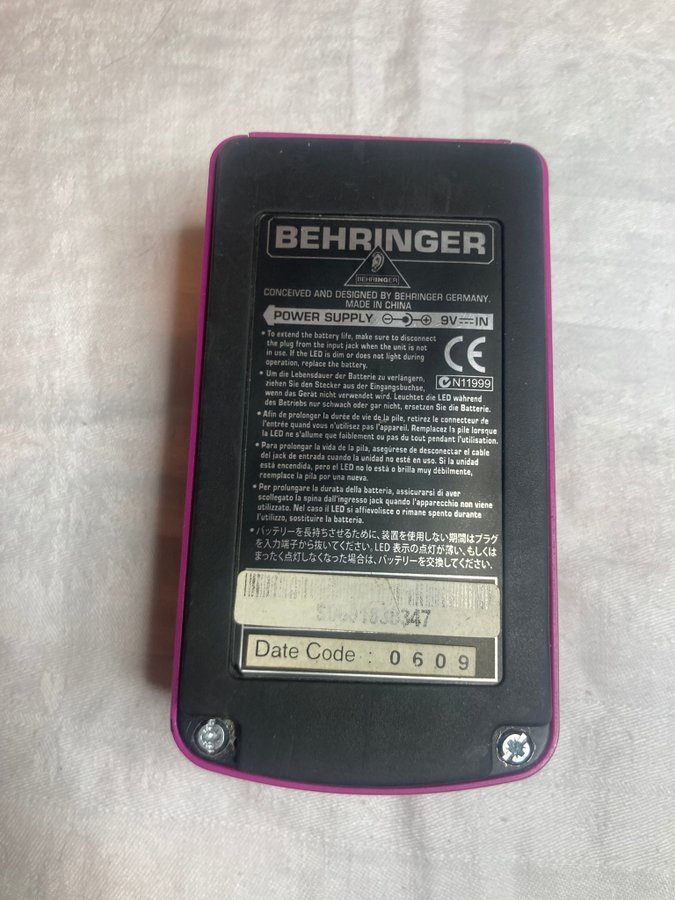 BEHRINGER
BEHRINGER
CONCEIVED AND DESIGNED BY BEHRINGER GERMANY.
MADE IN CHINA
POWER SUPPLY 9V IN
• To extend the battery life, make sure to disconnect
the plug from the input jack when the unit is not
in use. If the LED is dim or does not light during
operation, replace the battery.
CE
N11999
• Um die Lebensdauer der Batterie zu verlängern,
ziehen Sie den Stecker aus der Eingangsbuchse,
wenn das Gerät nicht verwendet wird. Leuchtet die LED während
des Betriebs nur schwach oder gar nicht, ersetzen Sie die Batterie.
• Afin de prolonger la durée de vie de la pile, retirez le connecteur de
l'entrée quand vous n'utilisez pas l'appareil. Remplacez la pile lorsque
la LED ne s'allume que faiblement ou pas du tout pendant l'utilisation.
• Para prolongar la vida de la pila, asegúrese de desconectar el cable
del jack de entrada cuando la unidad no esté en uso. Si la unidad
está encendida, pero el LED no lo está o brilla muy débilmente,
reemplace la pila por una nueva.
• Per prolungare la durata della batteria, assicurarsi di aver
scollegato la spina dall'ingresso jack quando l'apparecchio non viene
utilizzato. Nel caso il LED si affievolisce o rimane spento durante
l'utilizzo, sostituire la batteria.
• バッテリーを長持ちさせるために、装置を使用しない期間はプラグ
を入力端子から抜いてください。LED 表示の点灯が薄い、もしくは
まったく点灯しなくなった場合は、バッテリーを交換してください。
Date Code : 0609